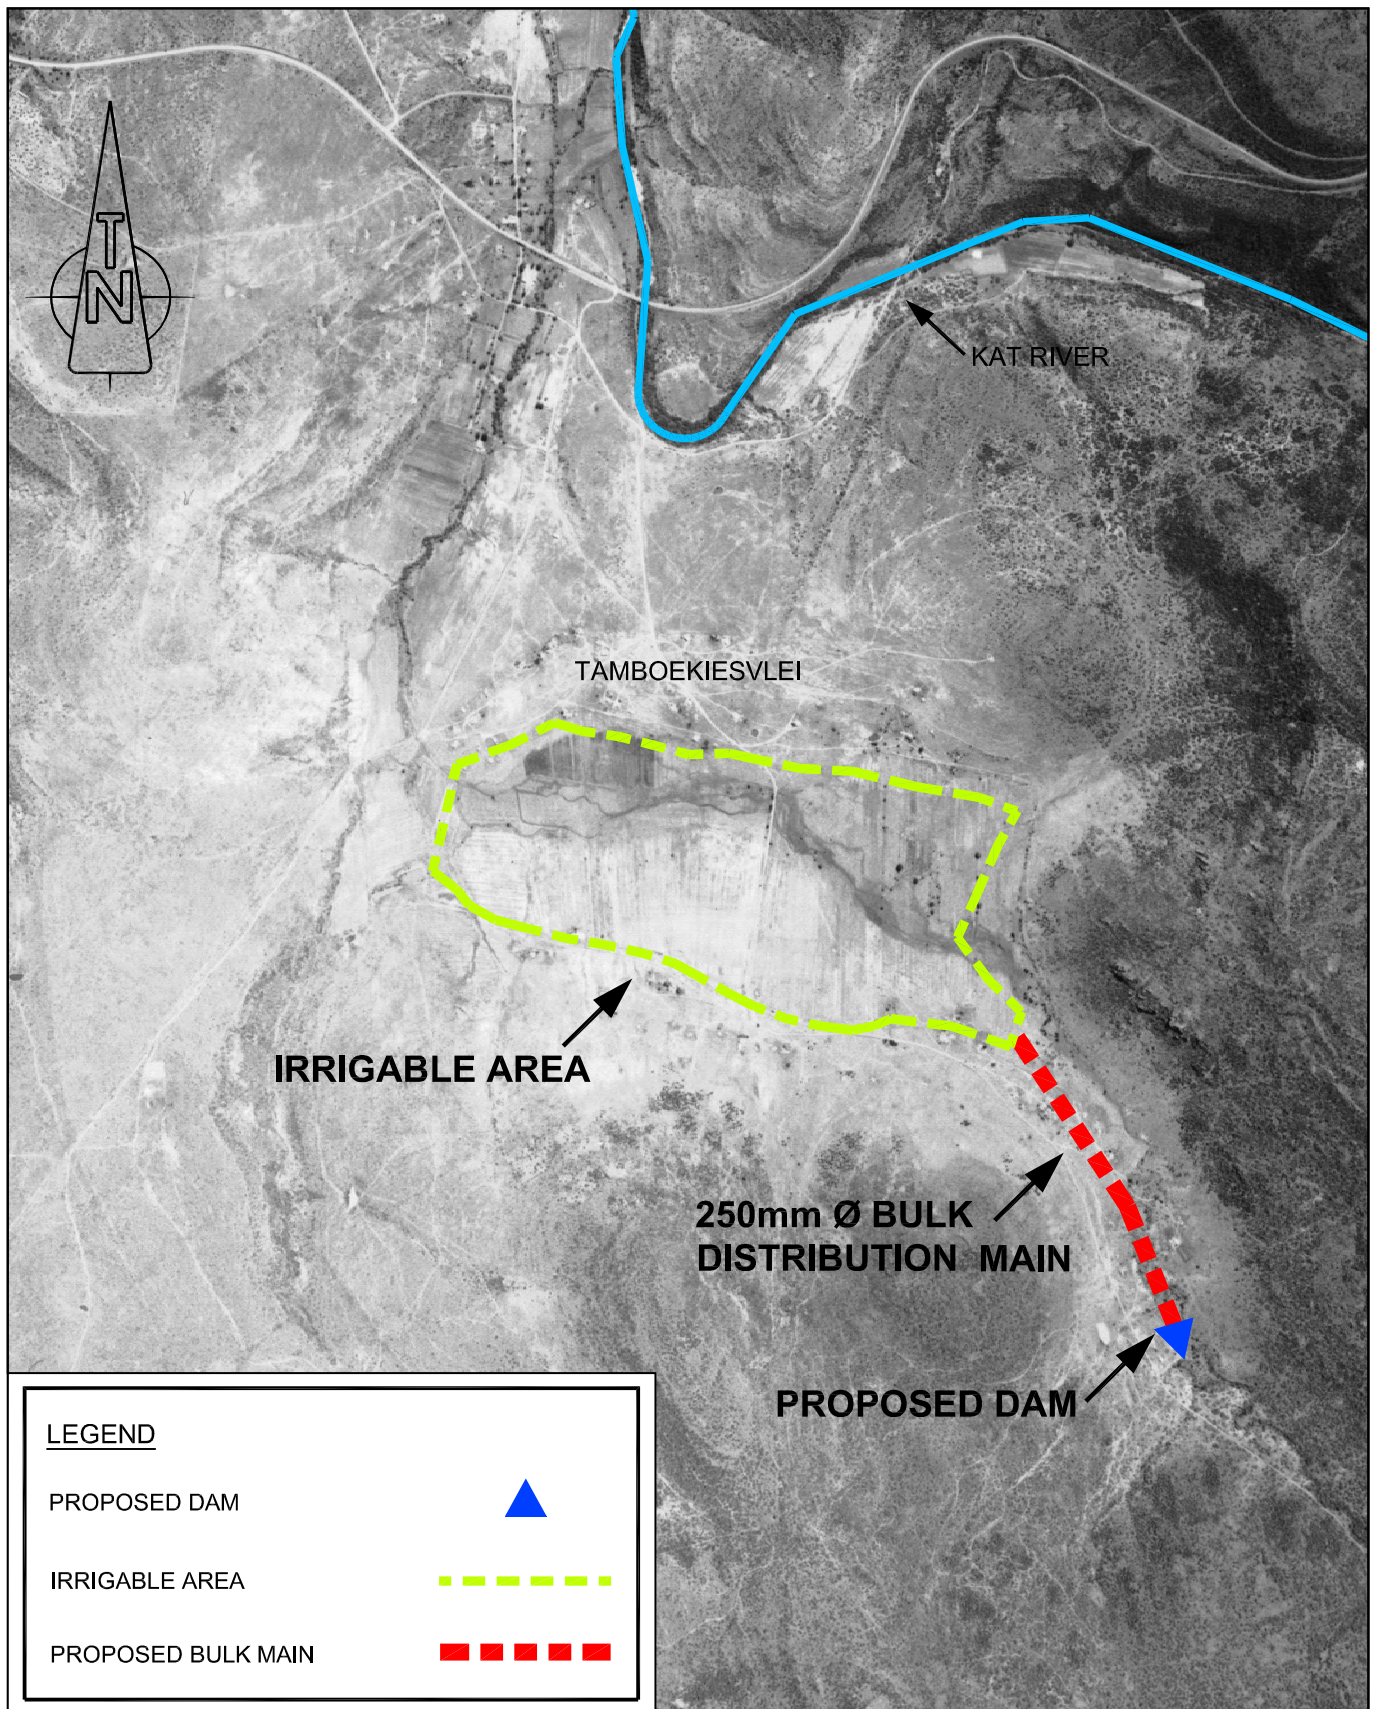 TN
KAT RIVER
TAMBOEKIESVLEI
IRRIGABLE AREA
250mm Ø BULK
DISTRIBUTION MAIN
PROPOSED DAM
LEGEND
PROPOSED DAM
IRRIGABLE AREA
PROPOSED BULK MAIN